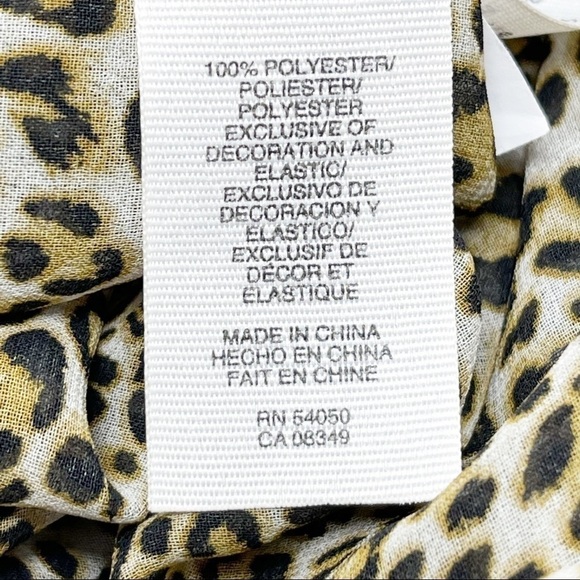 100% POLYESTER/
POLIESTER/
POLYESTER
EXCLUSIVE OF
DECORATION AND
ELASTIC/
EXCLUSIVO DE
DECORACION Y
ELASTICO/
EXCLUSIF DE
DÉCOR ET
ÉLASTIQUE
MADE IN CHINA
HECHO EN CHINA
FAIT EN CHINE
RN 54050
CA 08349